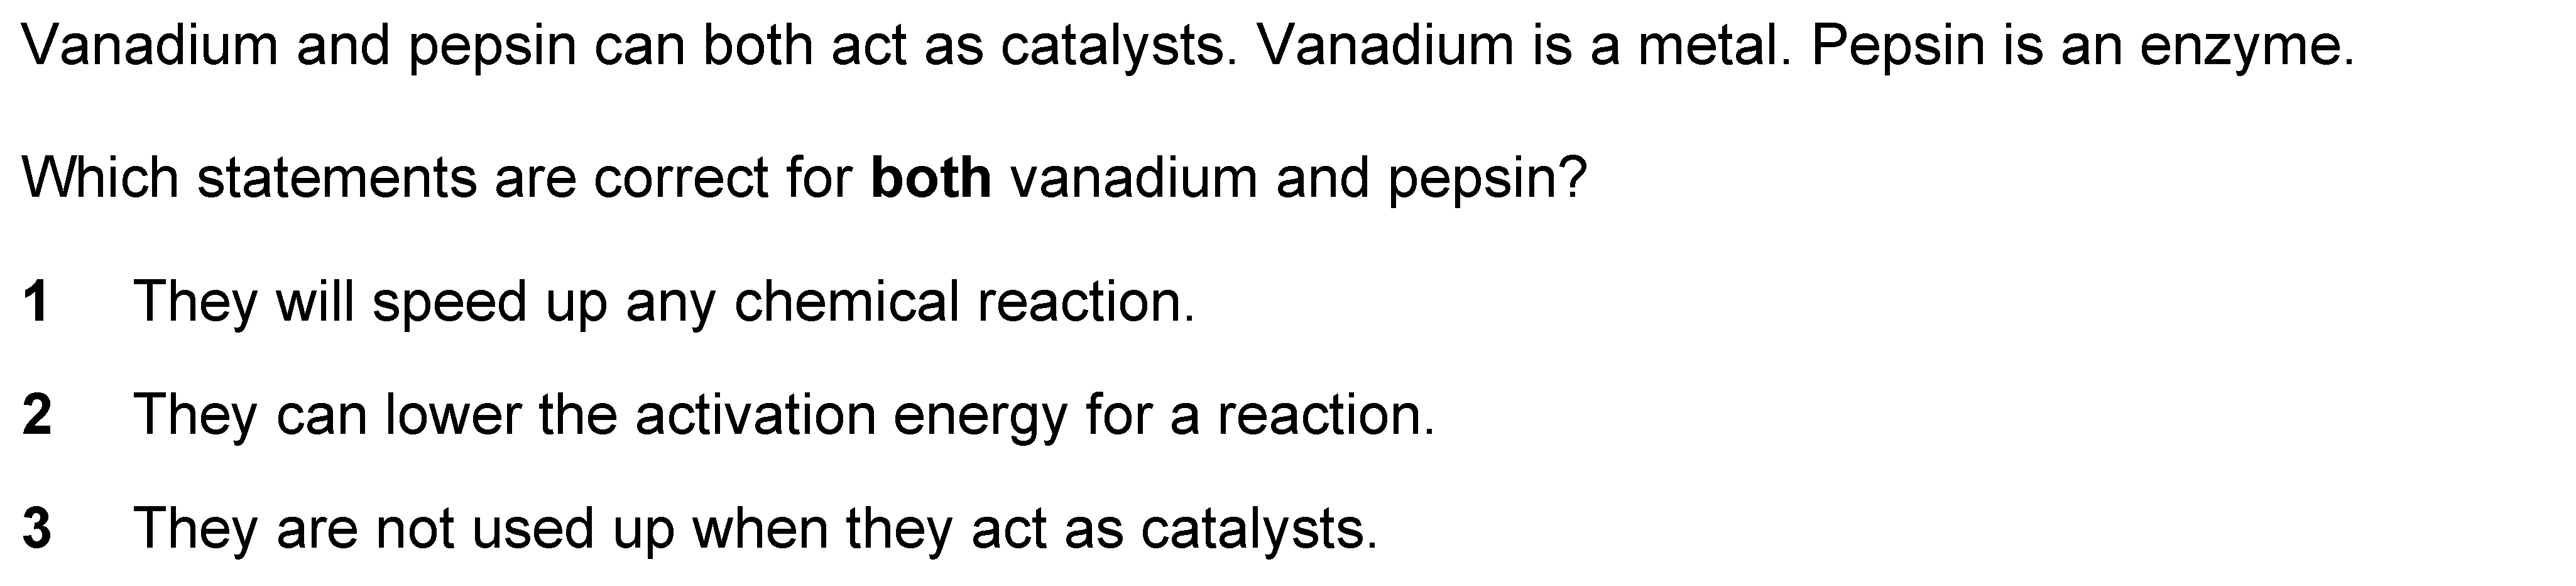 Vanadium and pepsin can both act as catalysts. Vanadium is a metal. Pepsin is an enzyme.
Which statements are correct for both vanadium and pepsin?
1 They will speed up any chemical reaction.
2 They can lower the activation energy for a reaction.
3 They are not used up when they act as catalysts.